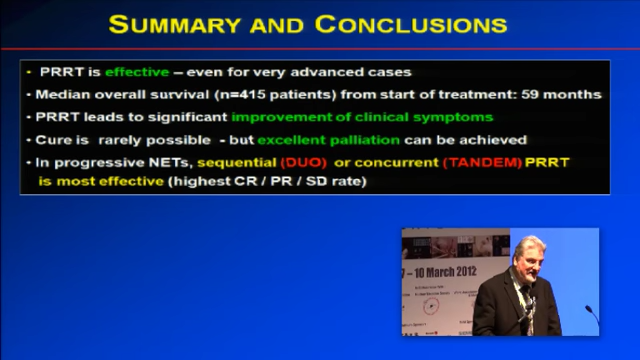 SUMMARY AND CONCLUSIONS
• PRRT is effective – even for very advanced cases
• Median overall survival (n=415 patients) from start of treatment: 59 months
• PRRT leads to significant improvement of clinical symptoms
• Cure is rarely possible - but excellent palliation can be achieved
• In progressive NETs, sequential (DUO) or concurrent (TANDEM) PRRT
is most effective (highest CR / PR / SD rate)
– 10 March 2012